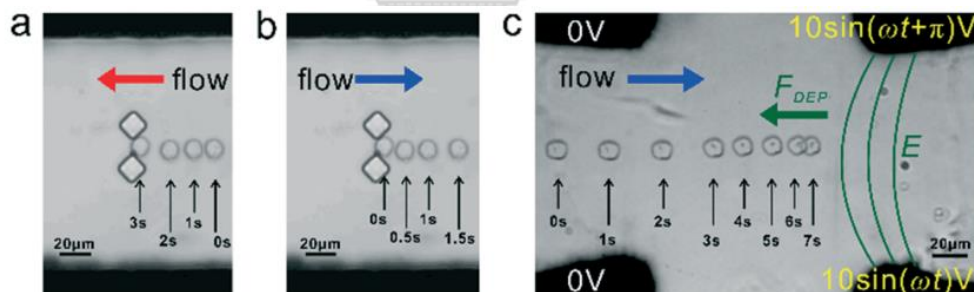 a
flow
3s
2s
1s
0s
20μm
b
flow
0s
0.5s
1s
1.5s
20μm
c
0V
10sin(ωt+π)V
flow
F_DEP
E
0s
1s
2s
3s
4s
5s
6s
7s
20μm
0V
10sin(ωt)V